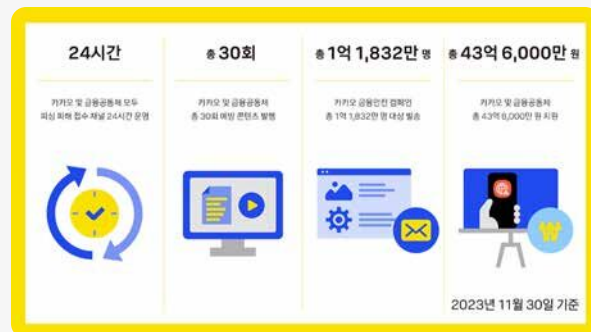 24시간
총 30회
총 1억 1,832만 명
총 43억 6,000만 원
카카오 및 금융공동체 모두
피싱 피해 접수 채널 24시간 운영
카카오 및 금융공동체
총 30회 예방 콘텐츠 발행
카카오 금융안전 캠페인
총 1억 1,832만 명 대상 발송
카카오 및 금융공동체
총 43억 6,000만 원 지원
2023년 11월 30일 기준